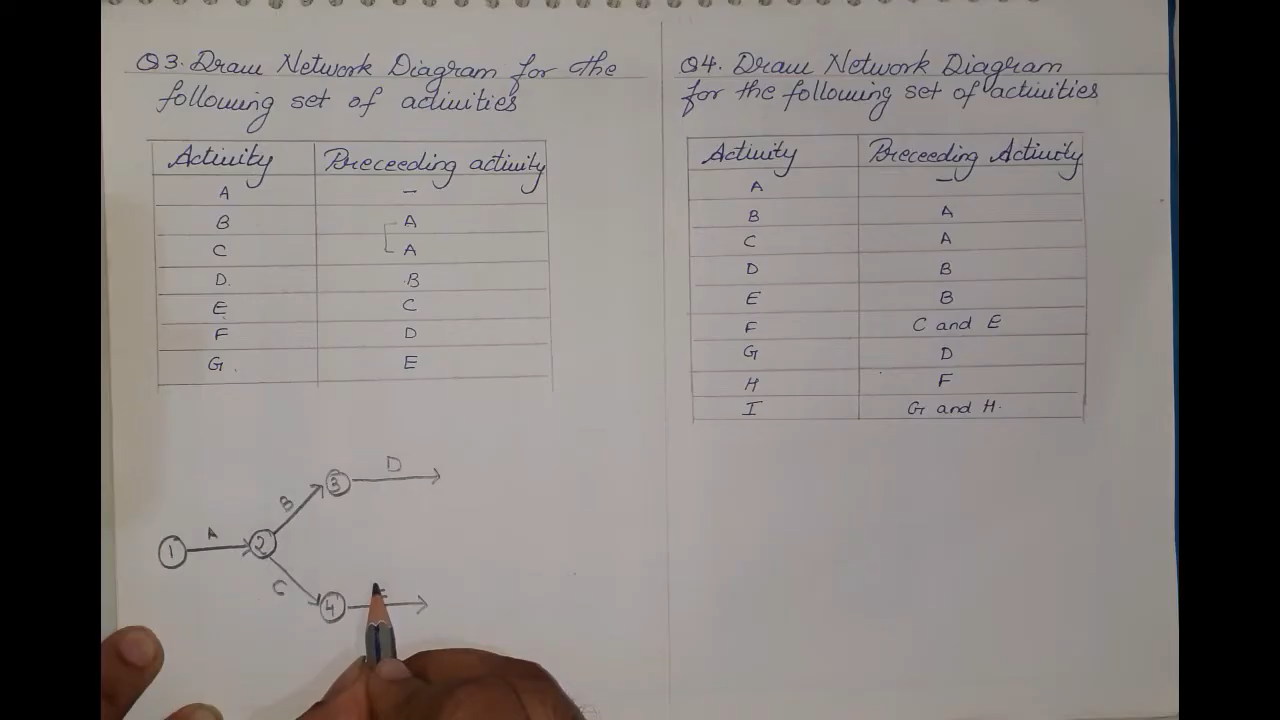 Q3. Draw Network Diagram for the
following set of activities
Activity Preceeding activity
A –
B A
C A
D. B
E C
F D
G. E
Q4. Draw Network Diagram
for the following set of activities
Activity Preceeding Activity
A –
B A
C A
D B
E B
F C and E
G D
H F
I G and H.
D
3
B
A
1
2
C
4